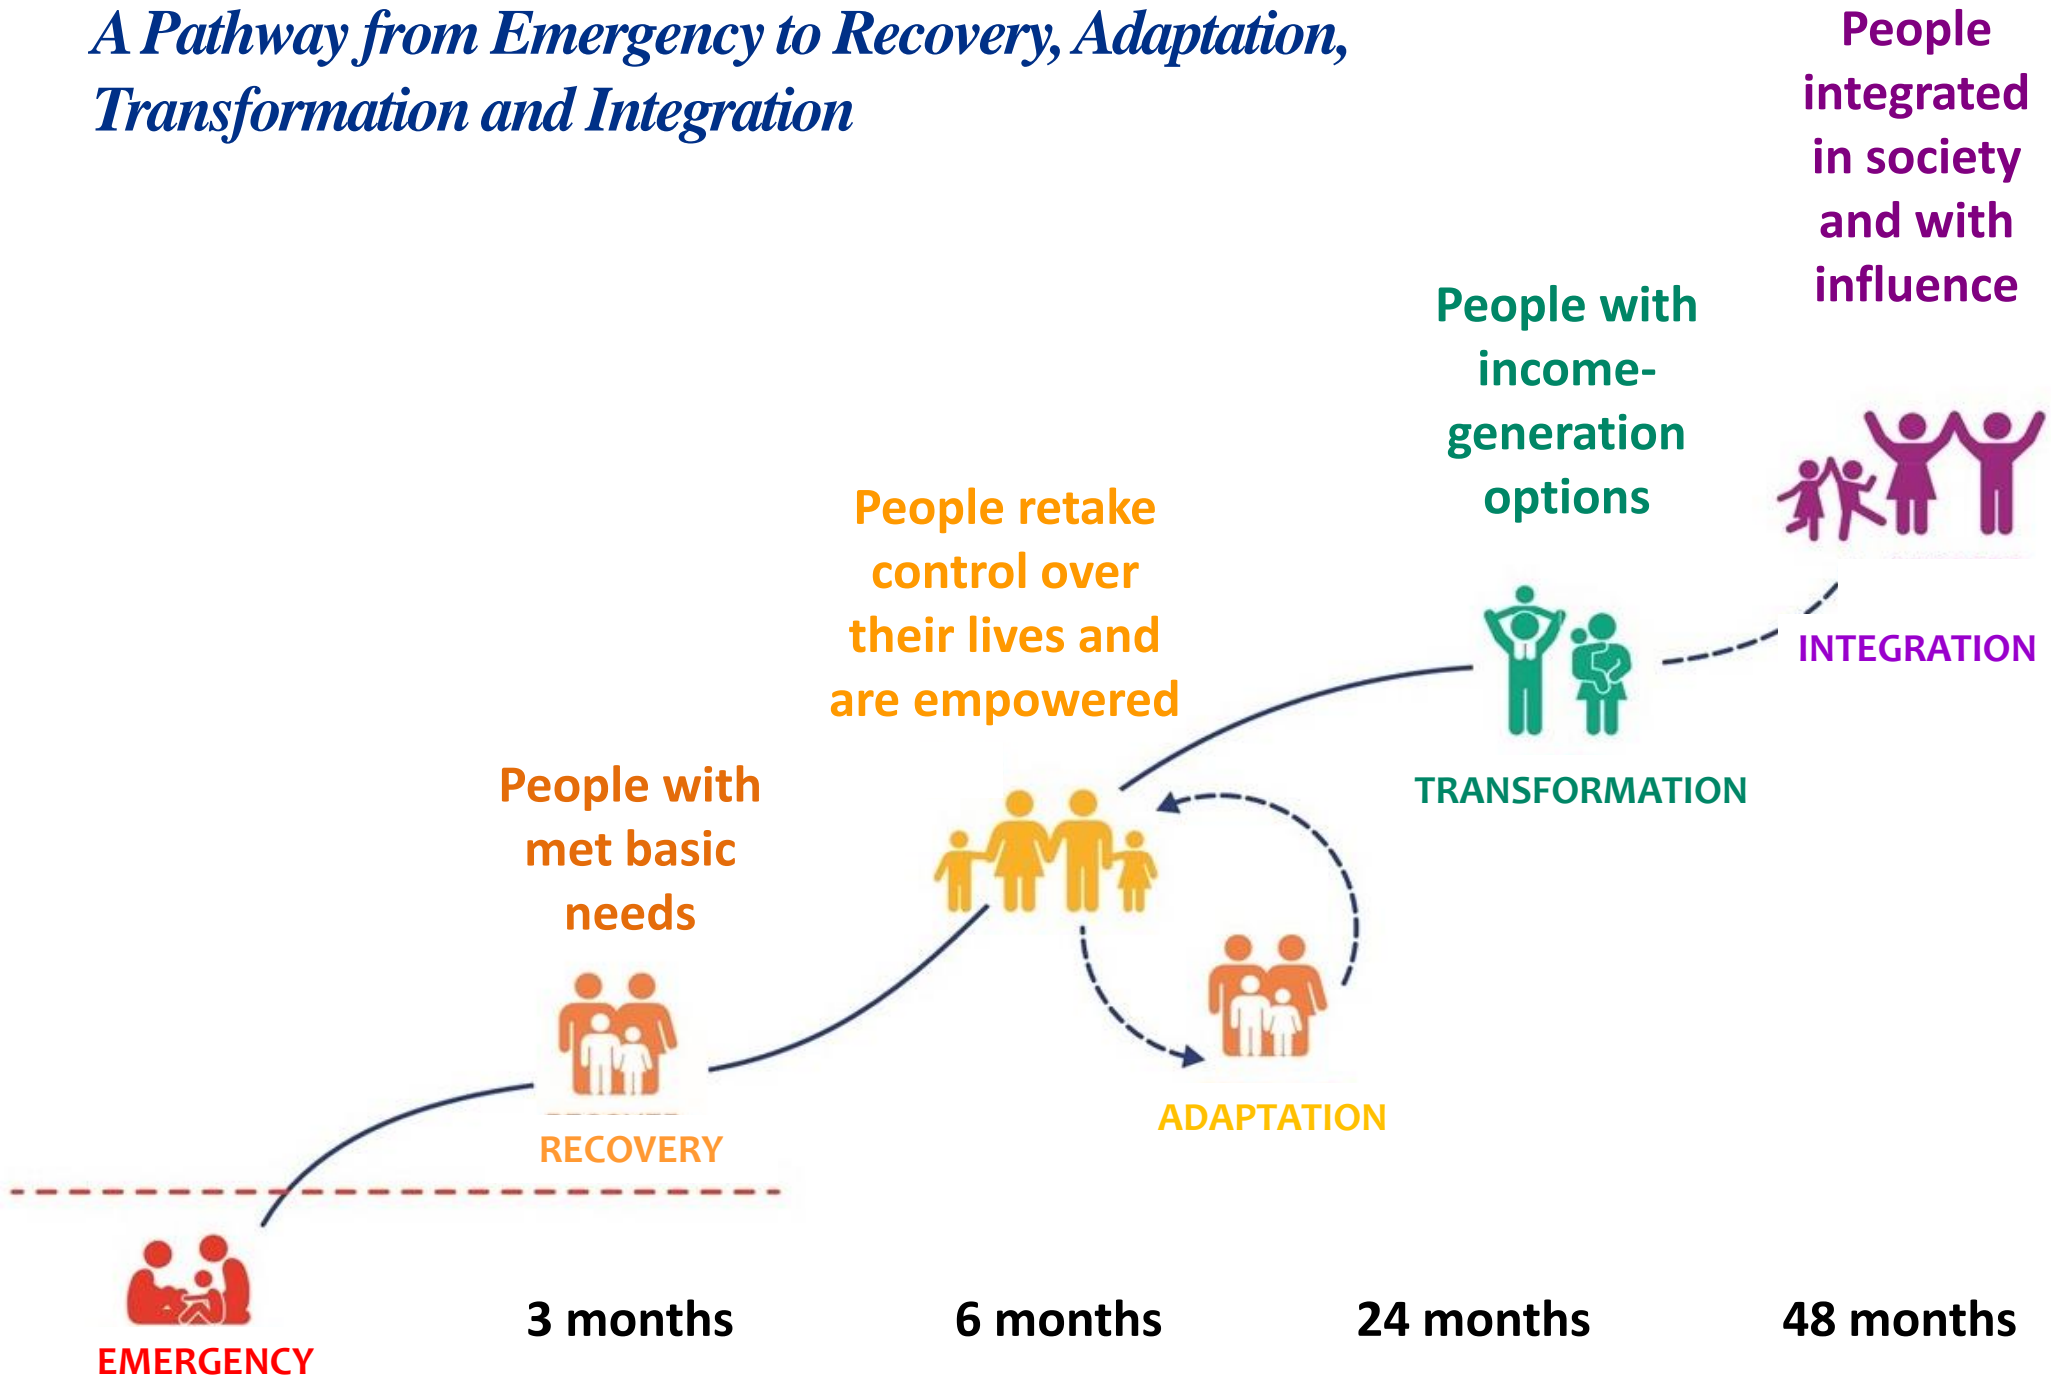 A Pathway from Emergency to Recovery, Adaptation,
Transformation and Integration
People
integrated
in society
and with
influence
People with
income-
generation
options
People retake
control over
their lives and
are empowered
People with
met basic
needs
INTEGRATION
TRANSFORMATION
ADAPTATION
RECOVERY
EMERGENCY
3 months
6 months
24 months
48 months